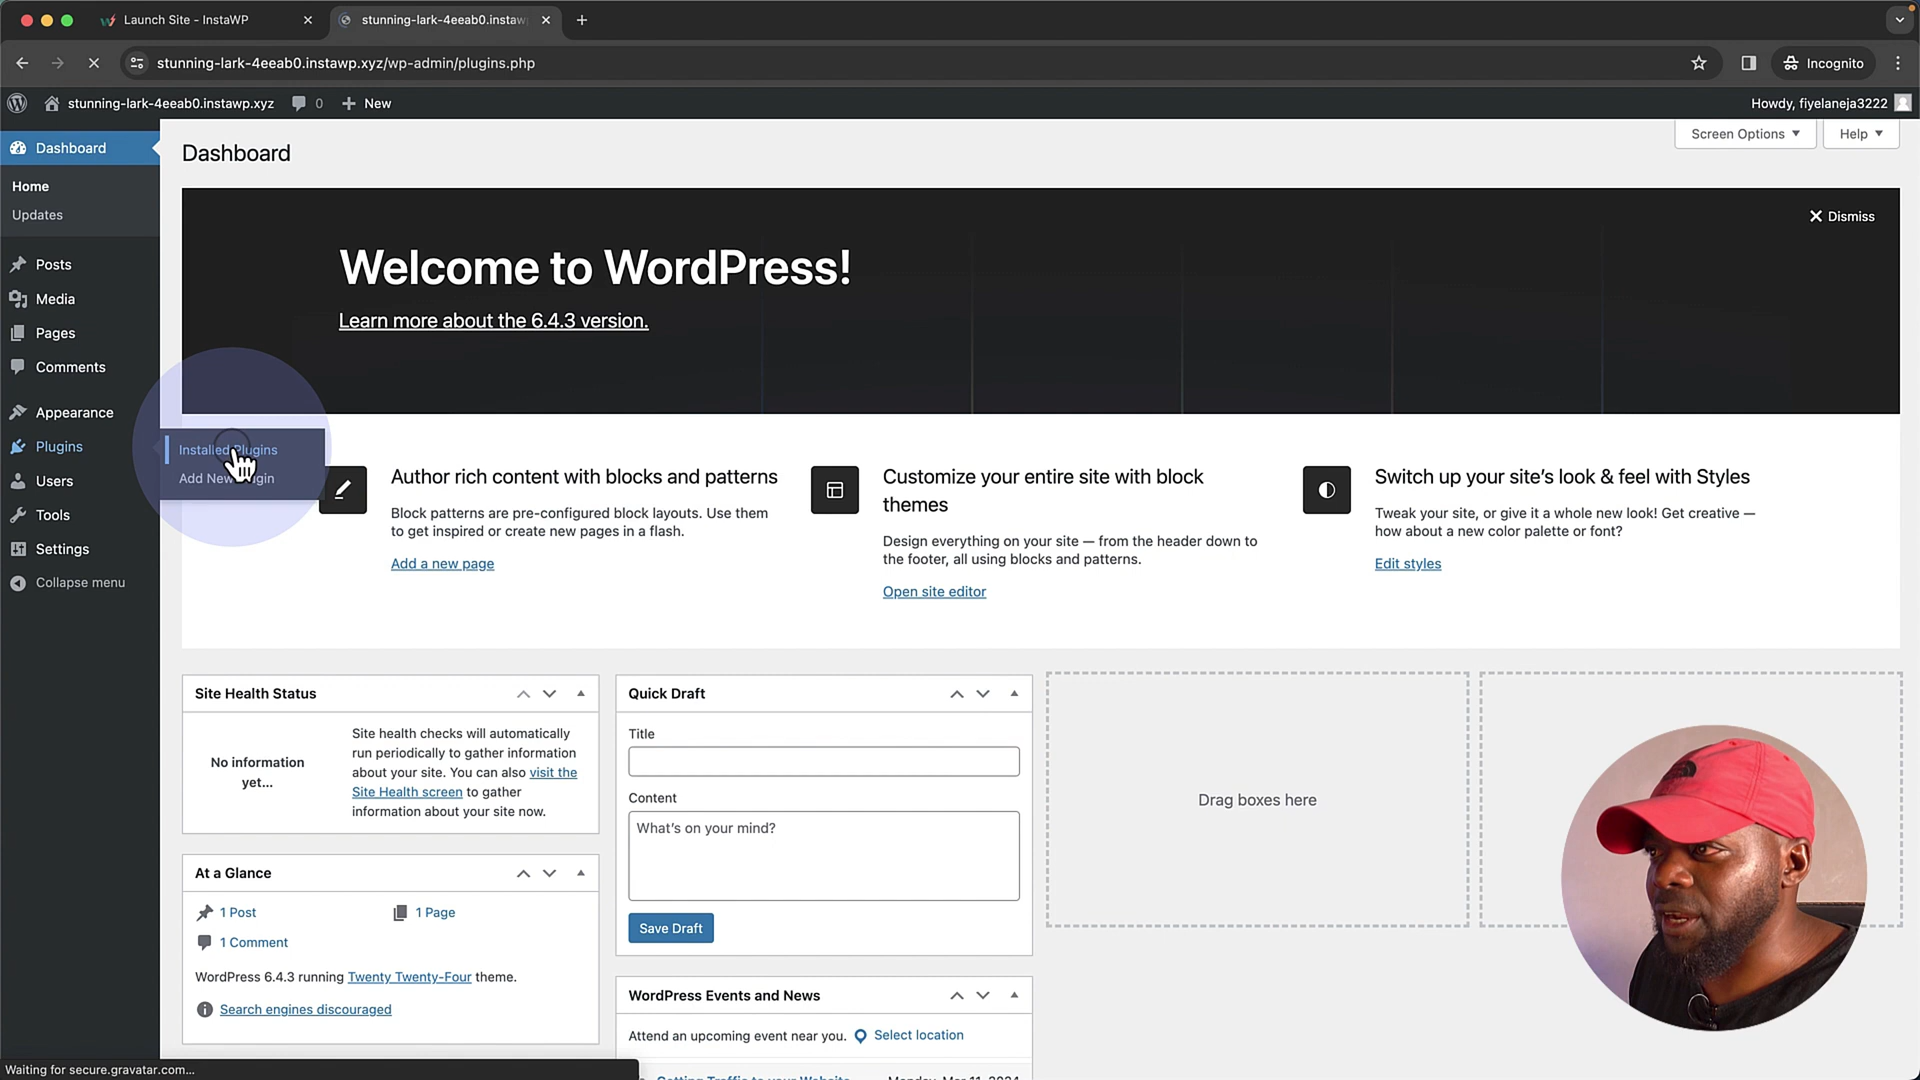 Launch Site - InstaWP
stunning-lark-4eeab0.instaw
stunning-lark-4eeab0.instawp.xyz/wp-admin/plugins.php
Incognito
stunning-lark-4eeab0.instawp.xyz
0
New
Howdy, fiyelaneja3222
Dashboard
Home
Updates
Posts
Media
Pages
Comments
Appearance
Plugins
Users
Tools
Settings
Collapse menu
Installed Plugins
Add New Plugin
Dashboard
Screen Options
Help
Dismiss
Welcome to WordPress!
Learn more about the 6.4.3 version.
Author rich content with blocks and patterns
Block patterns are pre-configured block layouts. Use them
to get inspired or create new pages in a flash.
Add a new page
Customize your entire site with block
themes
Design everything on your site — from the header down to
the footer, all using blocks and patterns.
Open site editor
Switch up your site’s look & feel with Styles
Tweak your site, or give it a whole new look! Get creative —
how about a new color palette or font?
Edit styles
Site Health Status
No information
yet...
Site health checks will automatically
run periodically to gather information
about your site. You can also visit the
Site Health screen to gather
information about your site now.
At a Glance
1 Post
1 Page
1 Comment
WordPress 6.4.3 running Twenty Twenty-Four theme.
Search engines discouraged
Quick Draft
Title
Content
What’s on your mind?
Save Draft
WordPress Events and News
Attend an upcoming event near you.
Select location
Getting Traffic to your Website
Monday, Mar 11, 2024
Drag boxes here
Waiting for secure.gravatar.com...